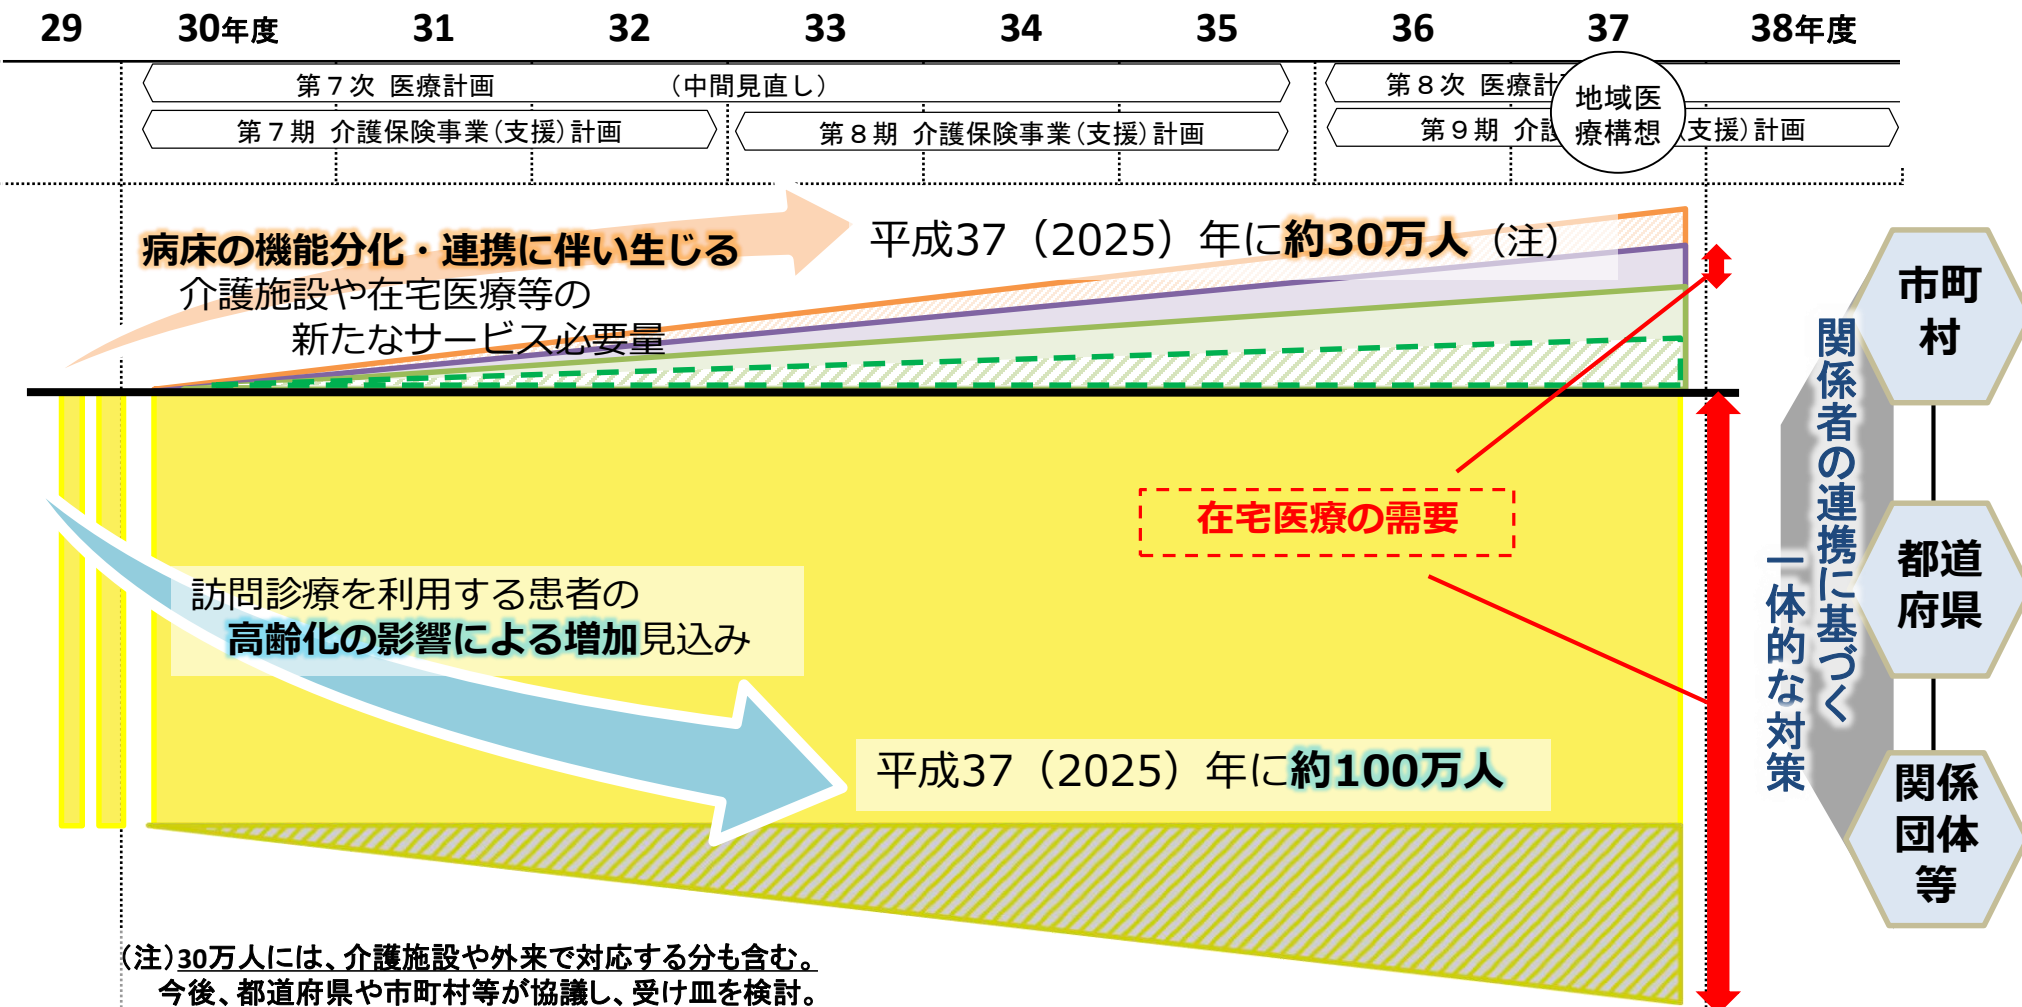 29 30年度 31 32 33 34 35 36 37 38年度
第７次 医療計画 （中間見直し）
第８次 医療計
第７期 介護保険事業（支援）計画
第８期 介護保険事業（支援）計画
第９期 介護 支援）計画
地域医
療構想
病床の機能分化・連携に伴い生じる
介護施設や在宅医療等の
新たなサービス必要量
平成37（2025）年に約30万人（注）
在宅医療の需要
訪問診療を利用する患者の
高齢化の影響による増加見込み
平成37（2025）年に約100万人
関係者の連携に基づく
一体的な対策
市町
村
都道
府県
関係
団体
等
（注）30万人には、介護施設や外来で対応する分も含む。
今後、都道府県や市町村等が協議し、受け皿を検討。